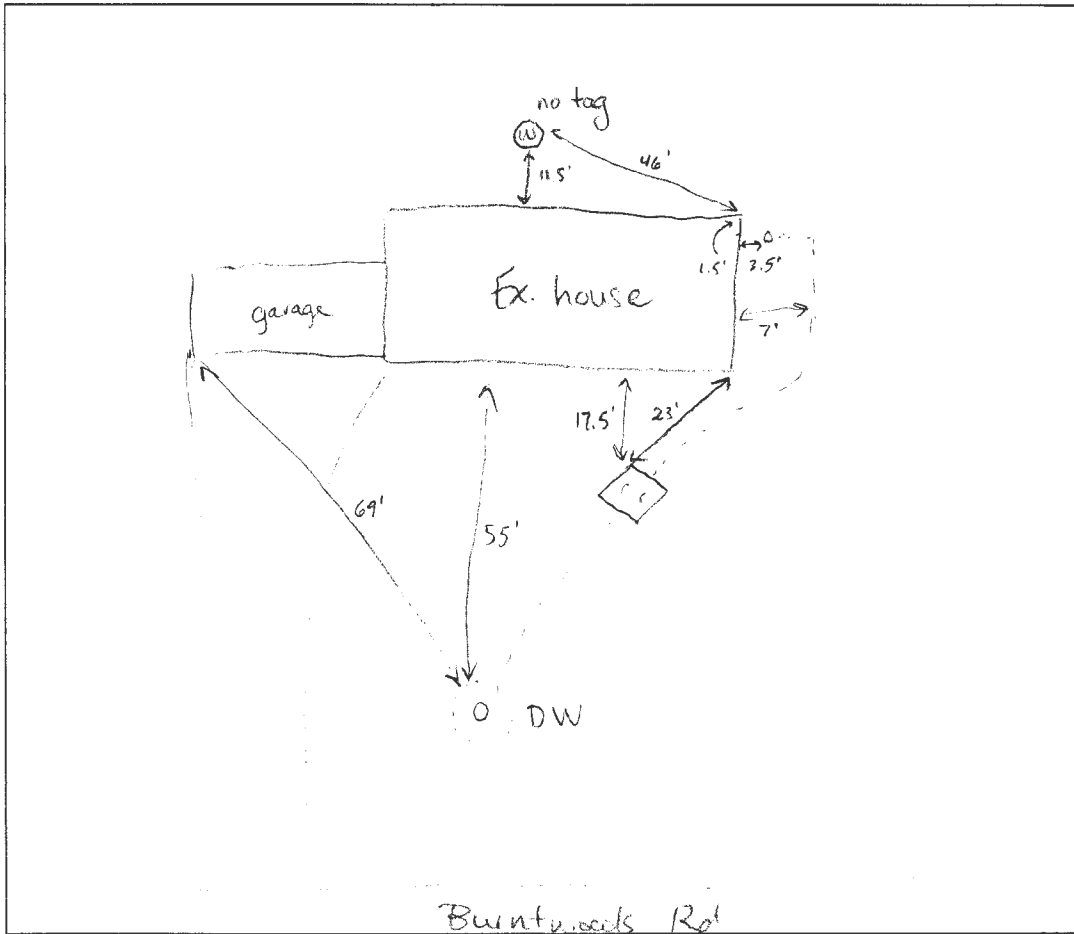 no tag
W
46'
11.5'
1.5'
3.5'
Ex. house
garage
7'
17.5'
23'
69'
55'
DW
Burntwoods Rd